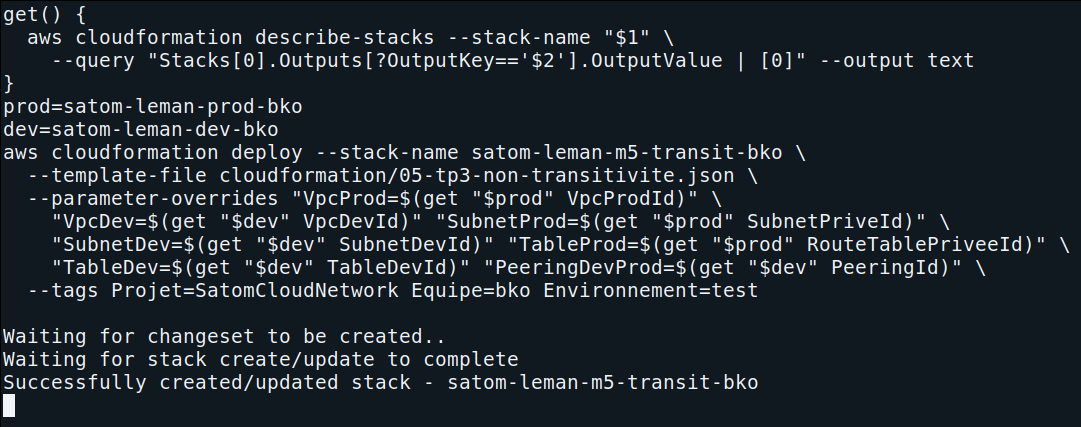 get() {
  aws cloudformation describe-stacks --stack-name "$1" \
    --query "Stacks[0].Outputs[?OutputKey=='$2'].OutputValue | [0]" --output text
}
prod=satom-leman-prod-bko
dev=satom-leman-dev-bko
aws cloudformation deploy --stack-name satom-leman-m5-transit-bko \
  --template-file cloudformation/05-tp3-non-transitivite.json \
  --parameter-overrides "VpcProd=$(get "$prod" VpcProdId)" \
    "VpcDev=$(get "$dev" VpcDevId)" "SubnetProd=$(get "$prod" SubnetPriveId)" \
    "SubnetDev=$(get "$dev" SubnetDevId)" "TableProd=$(get "$prod" RouteTablePriveeId)" \
    "TableDev=$(get "$dev" TableDevId)" "PeeringDevProd=$(get "$dev" PeeringId)" \
  --tags Projet=SatomCloudNetwork Equipe=bko Environnement=test

Waiting for changeset to be created..
Waiting for stack create/update to complete
Successfully created/updated stack - satom-leman-m5-transit-bko